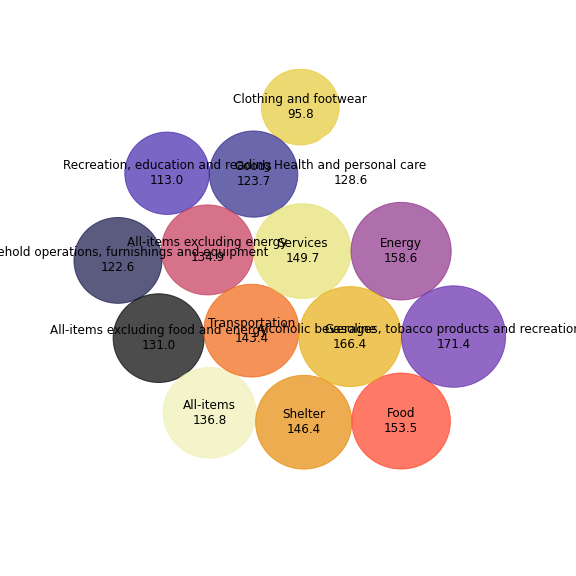 Clothing and footwear
95.8
Recreation, education and reading
113.0
Goods
123.7
Health and personal care
128.6
ehold operations, furnishings and equipment
122.6
All-items excluding energy
134.9
Services
149.7
Energy
158.6
All-items excluding food and energy
131.0
Transportation
143.4
Gasoline
166.4
Alcoholic beverages, tobacco products and recreation
171.4
All-items
136.8
Shelter
146.4
Food
153.5